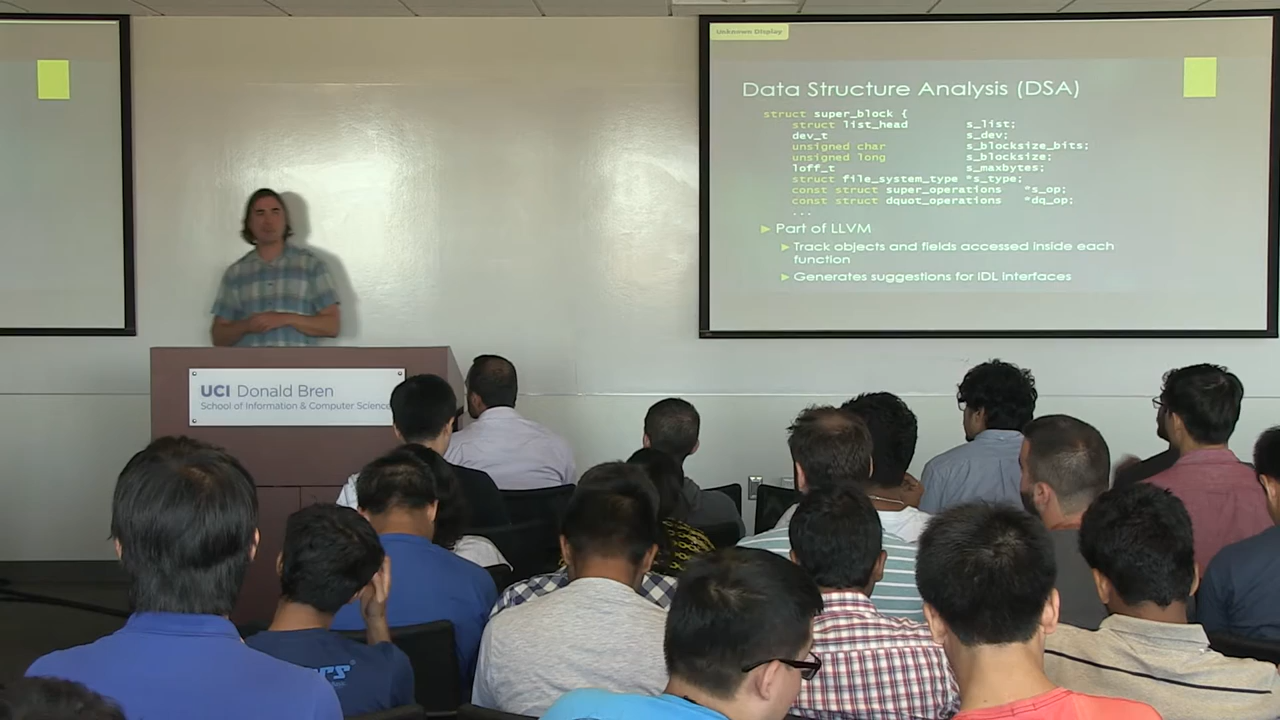 Unknown Display
Data Structure Analysis (DSA)
struct super_block {
struct list_head s_list;
dev_t s_dev;
unsigned char s_blocksize_bits;
unsigned long s_blocksize;
loff_t s_maxbytes;
struct file_system_type *s_type;
const struct super_operations *s_op;
const struct dquot_operations *dq_op;
...
► Part of LLVM
► Track objects and fields accessed inside each
function
► Generates suggestions for IDL interfaces
UCI Donald Bren
School of Information & Computer Science